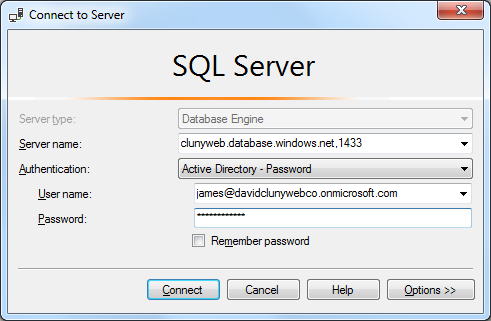 Connect to Server
SQL Server
Server type: Database Engine
Server name: clunyweb.database.windows.net,1433
Authentication: Active Directory - Password
User name: james@davidclunywebco.onmicrosoft.com
Password: ************
Remember password
Connect Cancel Help Options >>